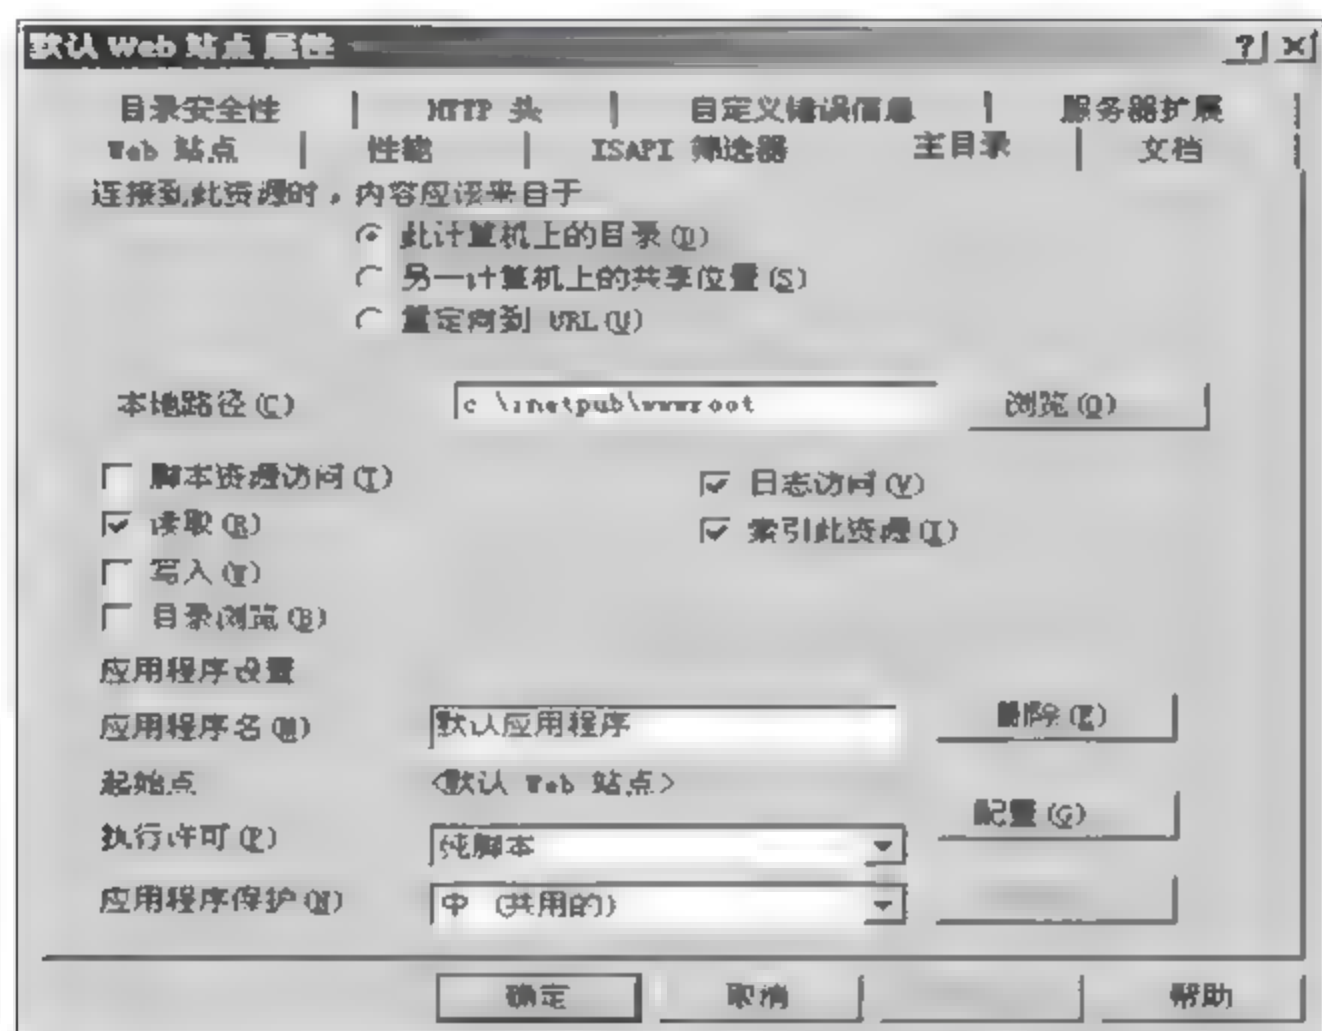 默认 Web 站点 属性
目录安全性 HTTP 头 自定义错误信息 服务器扩展
Web 站点 性能 ISAPI 筛选器 主目录 文档
连接到此资源时，内容应该来自于
此计算机上的目录(D)
另一计算机上的共享位置(S)
重定向到 URL(U)
本地路径(C) c:\inetpub\wwwroot 浏览(O)
脚本资源访问(T) 日志访问(V)
读取(R) 索引此资源(I)
写入(W)
目录浏览(B)
应用程序设置
应用程序名(M) 默认应用程序 删除(E)
起始点 <默认 Web 站点>
配置(G)
执行许可(P) 纯脚本
应用程序保护(N) 中 (共用的)
确定 取消 帮助